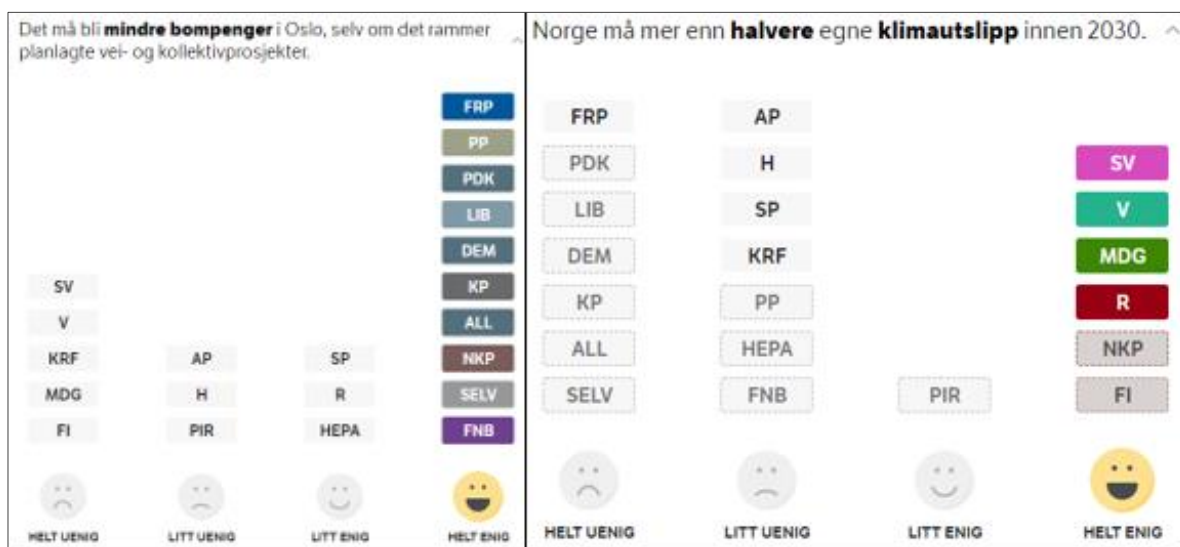 Det må bli mindre bompenger i Oslo, selv om det rammer
planlagte vei- og kollektivprosjekter.
FRP
PP
PDK
LIB
DEM
SV KP
V ALL
KRF AP SP NKP
MDG H R SELV
FI PIR HEPA FNB
HELT UENIG LITT UENIG LITT ENIG HELT ENIG
Norge må mer enn halvere egne klimautslipp innen 2030.
FRP AP
PDK H SV
LIB SP V
DEM KRF MDG
KP PP R
ALL HEPA NKP
SELV FNB PIR FI
HELT UENIG LITT UENIG LITT ENIG HELT ENIG